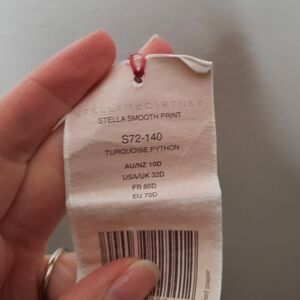 STELLA McCARTNEY
STELLA SMOOTH PRINT
S72-140
TURQUOISE PYTHON
AU/NZ 10D
USA/UK 32D
FR 85D
EU 70D
paper